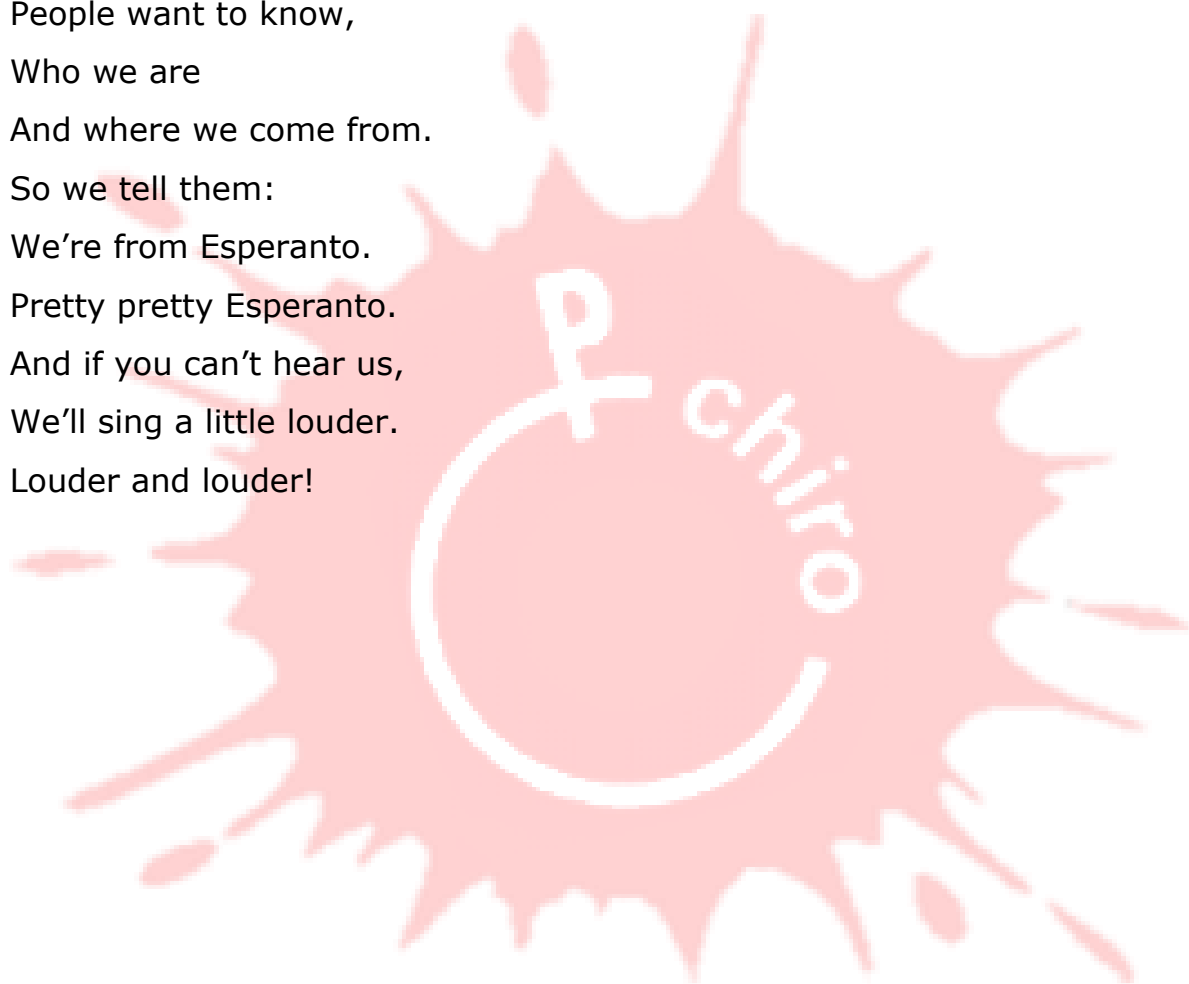 People want to know,
Who we are
And where we come from.
So we tell them:
We're from Esperanto.
Pretty pretty Esperanto.
And if you can't hear us,
We'll sing a little louder.
Louder and louder!
chiro